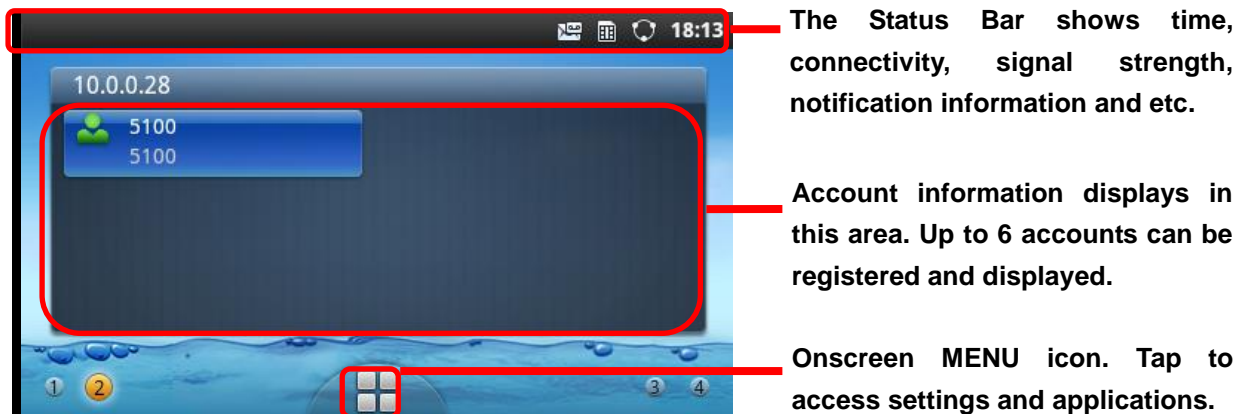 18:13
The Status Bar shows time,
connectivity, signal strength,
notification information and etc.
10.0.0.28
5100
5100
Account information displays in
this area. Up to 6 accounts can be
registered and displayed.
1 2 3 4
Onscreen MENU icon. Tap to
access settings and applications.